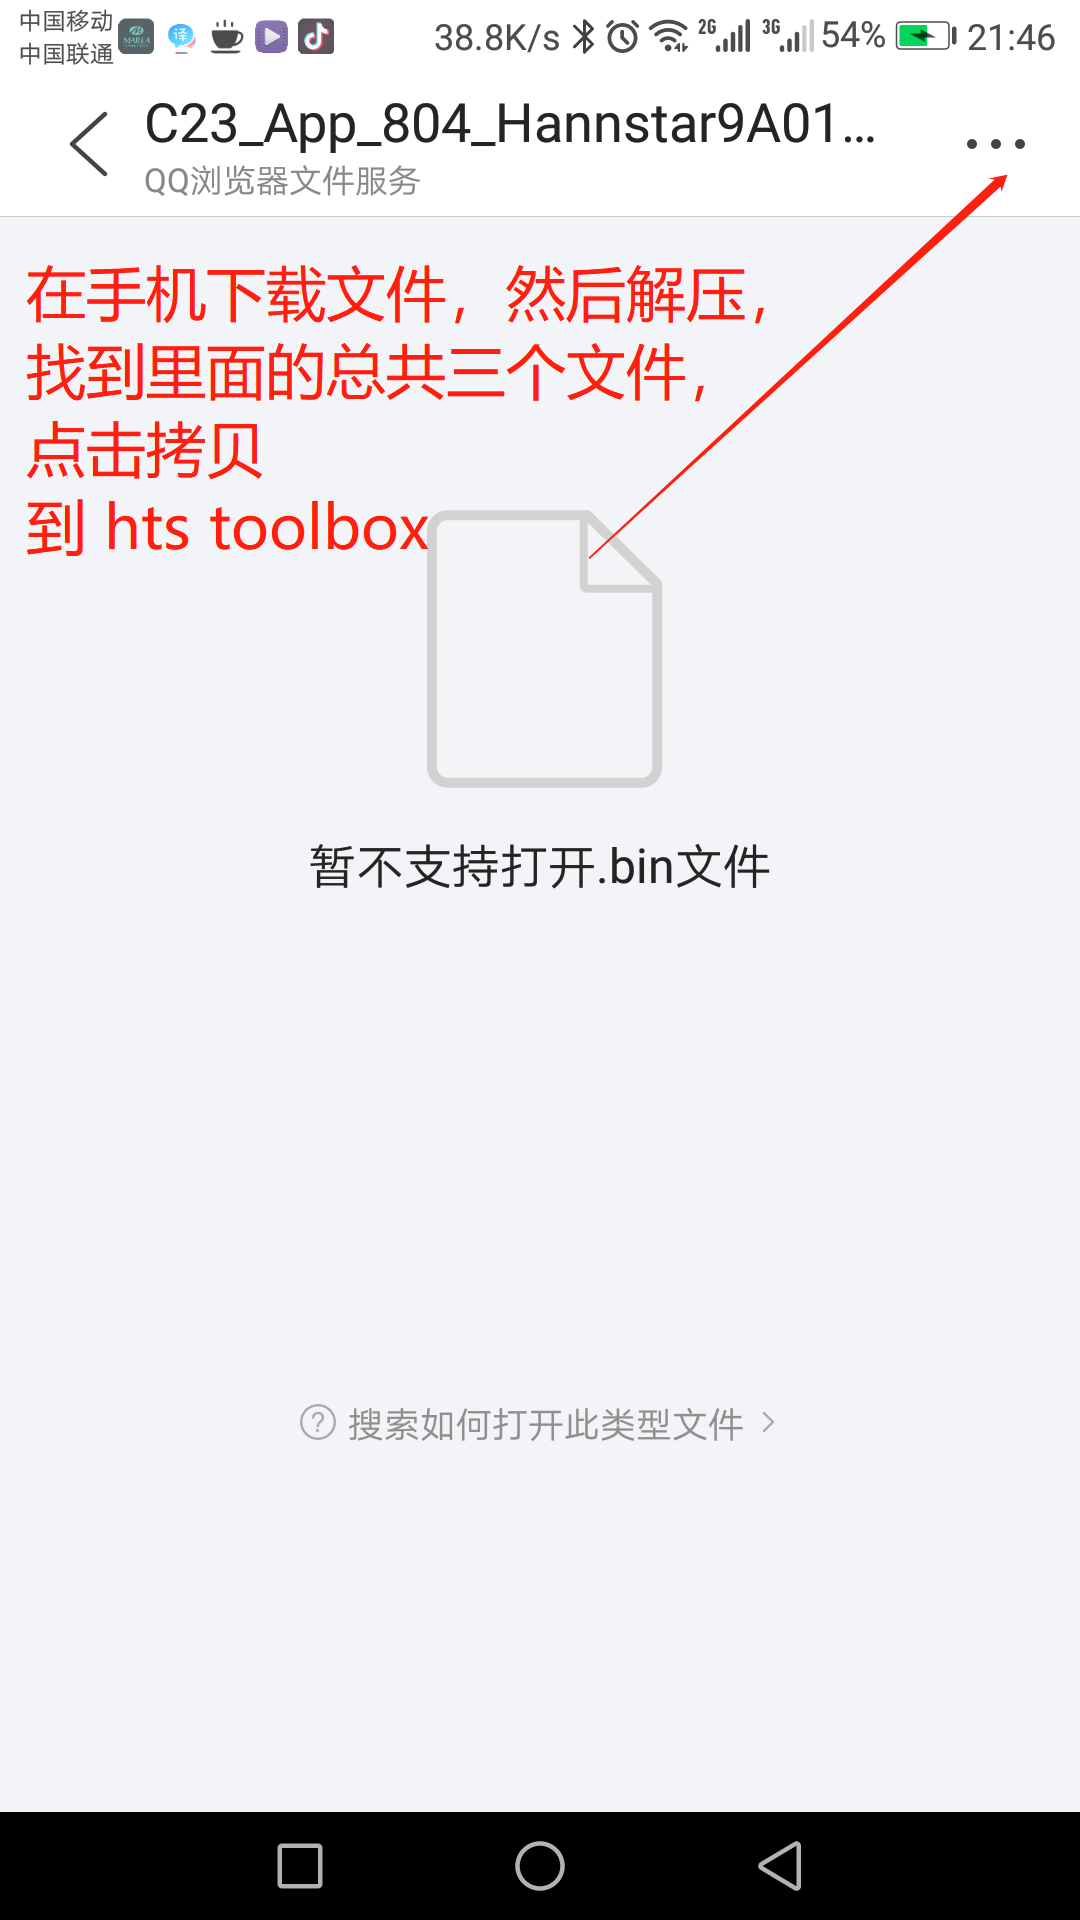 中国移动
中国联通
译
38.8K/s
2G
3G
54%
21:46
C23_App_804_Hannstar9A01...
QQ浏览器文件服务
在手机下载文件，然后解压，
找到里面的总共三个文件，
点击拷贝
到 hts toolbox
暂不支持打开.bin文件
? 搜索如何打开此类型文件 >